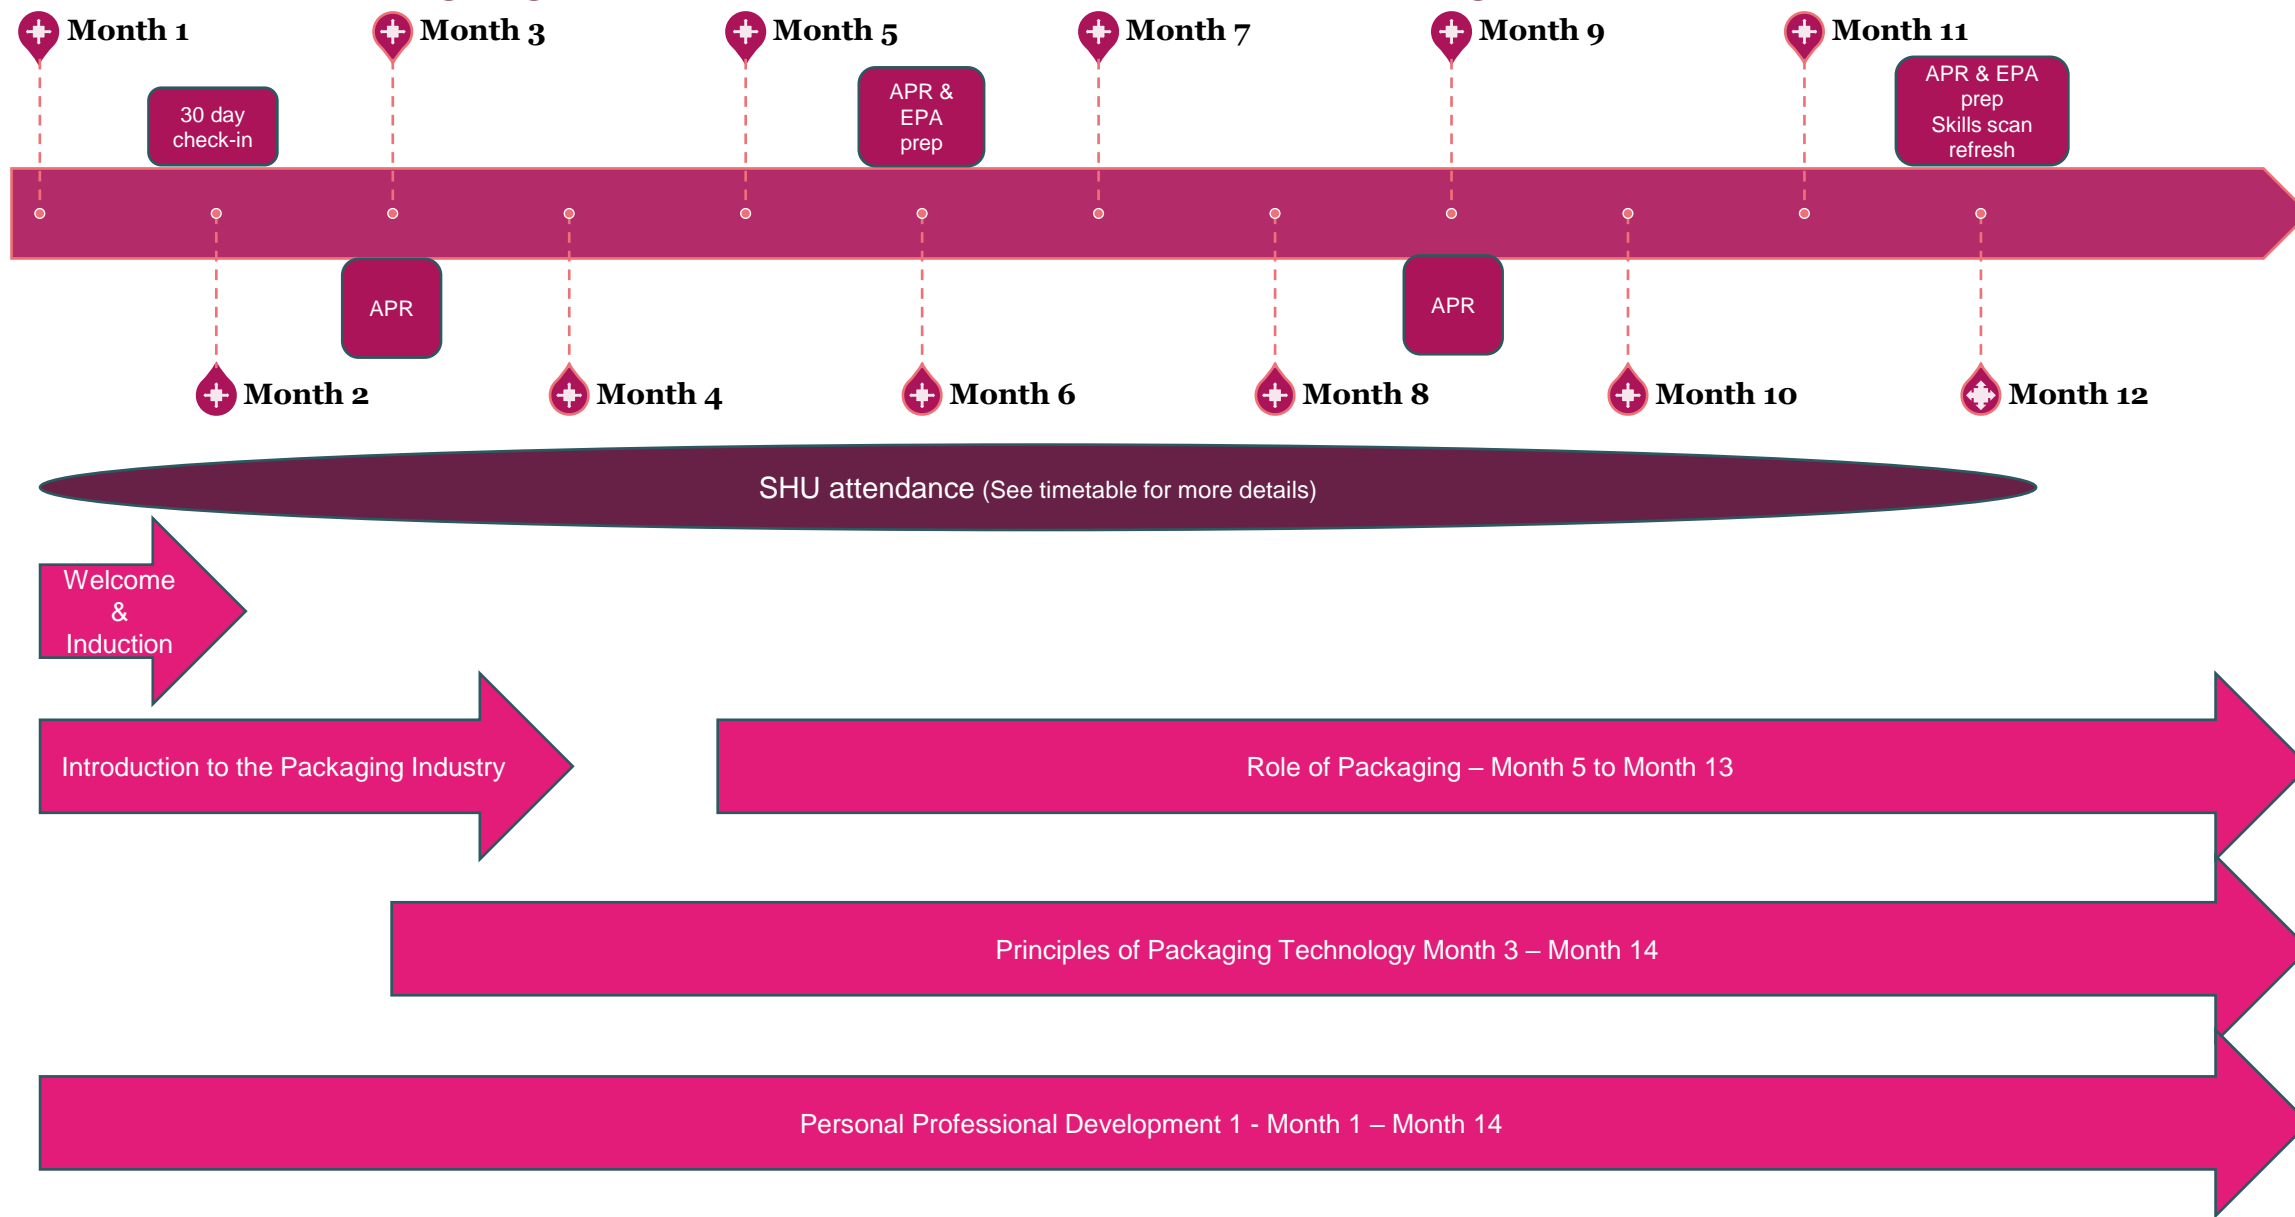 Month 1
Month 3
Month 5
Month 7
Month 9
Month 11
30 day
check-in
APR &
EPA
prep
APR & EPA
prep
Skills scan
refresh
APR
APR
Month 2
Month 4
Month 6
Month 8
Month 10
Month 12
SHU attendance (See timetable for more details)
Welcome
&
Induction
Introduction to the Packaging Industry
Role of Packaging – Month 5 to Month 13
Principles of Packaging Technology Month 3 – Month 14
Personal Professional Development 1 - Month 1 – Month 14